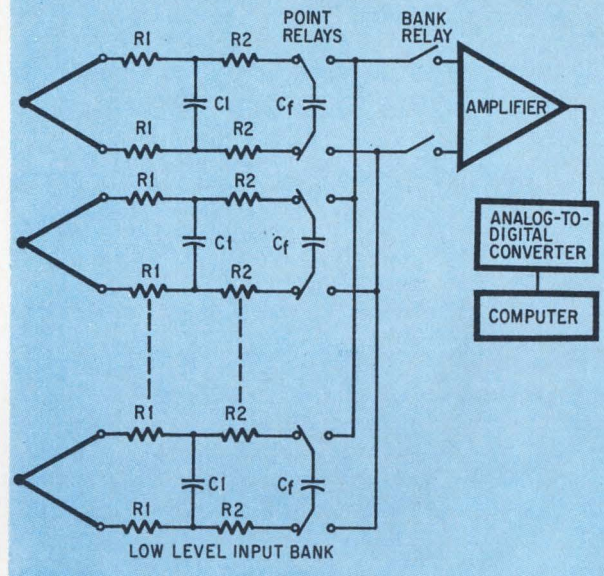 POINT RELAYS
BANK RELAY
R1
R2
C1
Cf
R1
R2
AMPLIFIER
R1
R2
C1
Cf
R1
R2
ANALOG-TO-
DIGITAL
CONVERTER
COMPUTER
R1
R2
C1
Cf
R1
R2
LOW LEVEL INPUT BANK